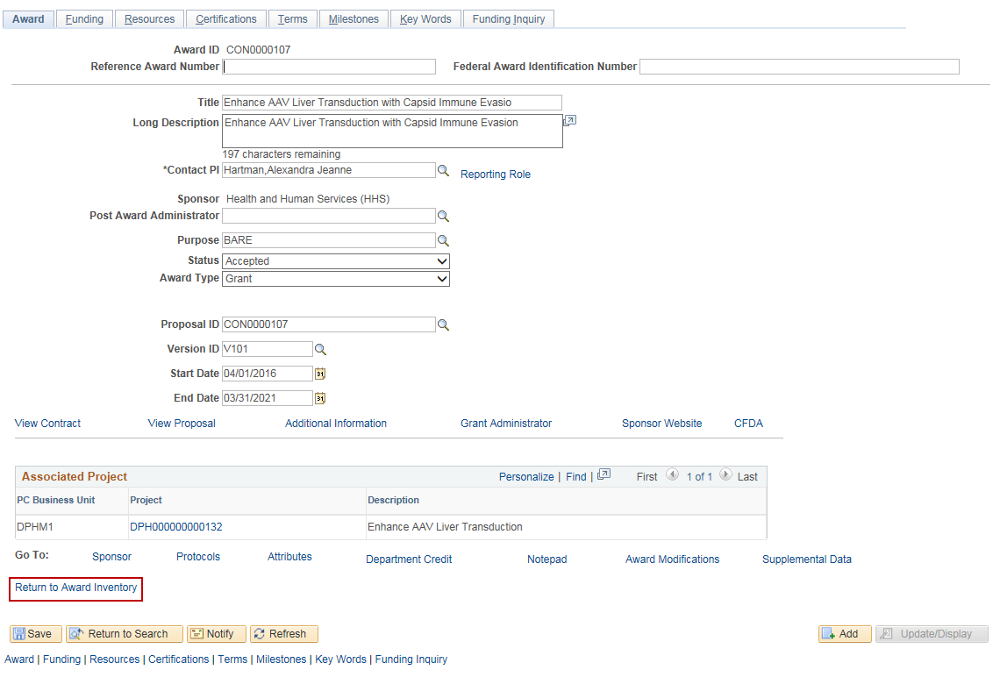 Award Funding Resources Certifications Terms Milestones Key Words Funding Inquiry
Award ID CON0000107
Reference Award Number Federal Award Identification Number
Title Enhance AAV Liver Transduction with Capsid Immune Evasio
Long Description Enhance AAV Liver Transduction with Capsid Immune Evasion
197 characters remaining
*Contact PI Hartman,Alexandra Jeanne
Reporting Role
Sponsor Health and Human Services (HHS)
Post Award Administrator
Purpose BARE
Status Accepted
Award Type Grant
Proposal ID CON0000107
Version ID V101
Start Date 04/01/2016 31
End Date 03/31/2021 31
View Contract View Proposal Additional Information Grant Administrator Sponsor Website CFDA
Associated Project Personalize | Find | First 1 of 1 Last
PC Business Unit Project Description
DPHM1 DPH000000000132 Enhance AAV Liver Transduction
Go To: Sponsor Protocols Attributes Department Credit Notepad Award Modifications Supplemental Data
Return to Award Inventory
Save Return to Search Notify Refresh Add Update/Display
Award | Funding | Resources | Certifications | Terms | Milestones | Key Words | Funding Inquiry